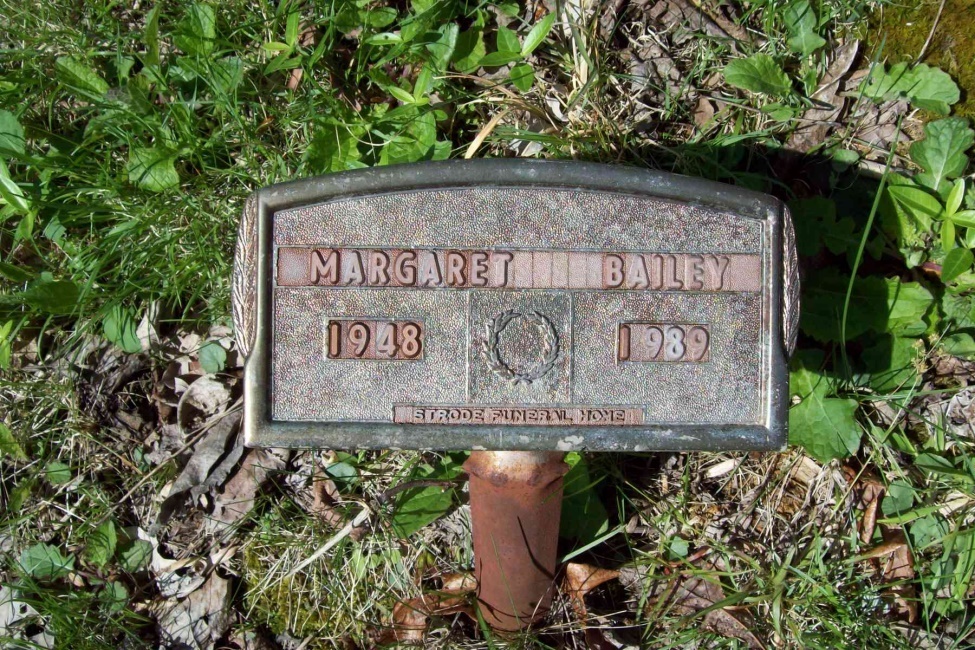 MARGARET BAILEY
1948 1989
STRODE FUNERAL HOME